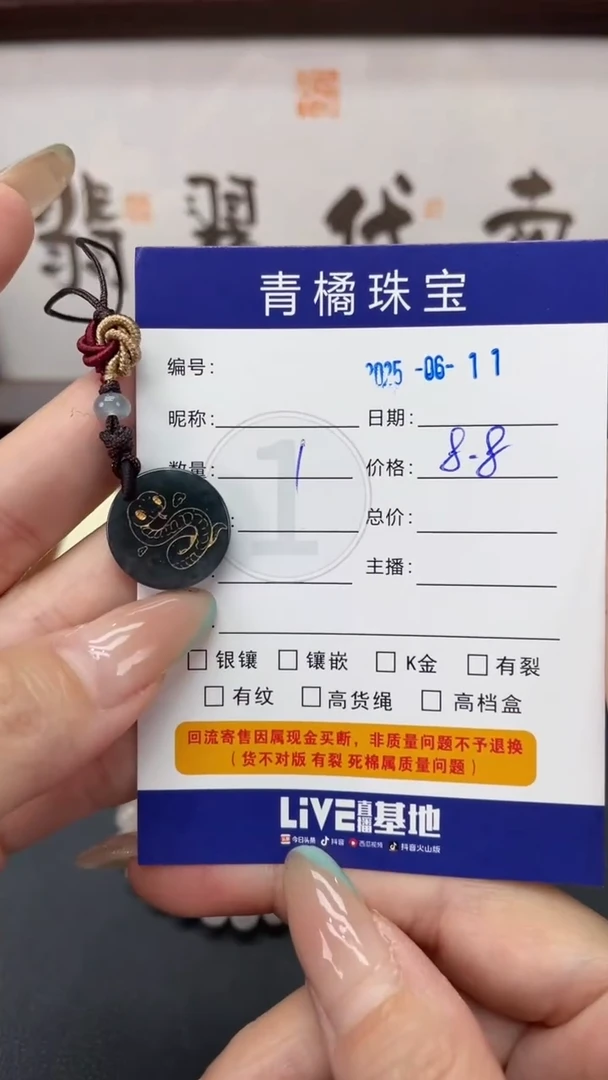 翡翠代南
青橘珠宝
编号:
2025-06-11
昵称: 日期:
数量: 1 价格: 8.8
1
: 总价:
主播:
银镶 镶嵌 K金 有裂
有纹 高货绳 高档盒
回流寄售因属现金买断，非质量问题不予退换
（货不对版 有裂 死棉属质量问题）
LiVE直播基地
今日头条 抖音 西瓜视频 抖音火山版